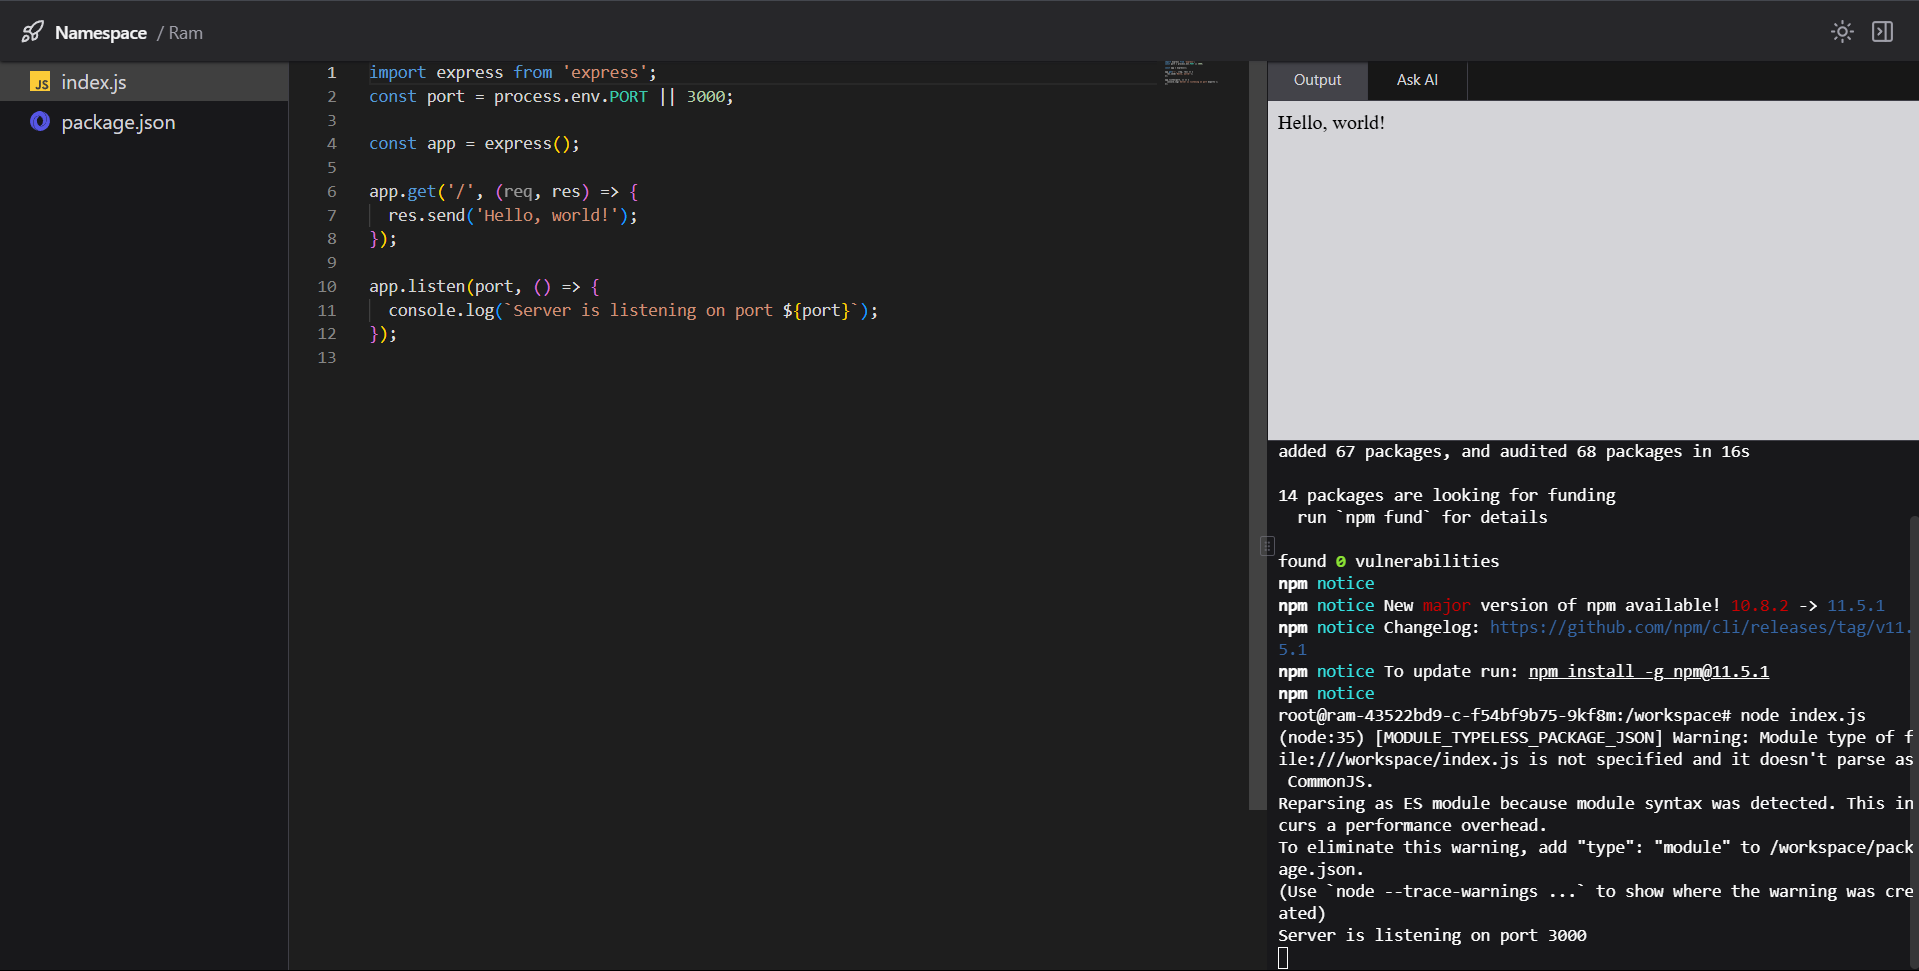 Namespace / Ram
index.js
package.json
1 import express from 'express';
2 const port = process.env.PORT || 3000;
3
4 const app = express();
5
6 app.get('/', (req, res) => {
7 res.send('Hello, world!');
8 });
9
10 app.listen(port, () => {
11 console.log(`Server is listening on port ${port}`);
12 });
13
Output Ask AI
Hello, world!
added 67 packages, and audited 68 packages in 16s
14 packages are looking for funding
run `npm fund` for details
found 0 vulnerabilities
npm notice
npm notice New major version of npm available! 10.8.2 -> 11.5.1
npm notice Changelog: https://github.com/npm/cli/releases/tag/v11.
5.1
npm notice To update run: npm install -g npm@11.5.1
npm notice
root@ram-43522bd9-c-f54bf9b75-9kf8m:/workspace# node index.js
(node:35) [MODULE_TYPELESS_PACKAGE_JSON] Warning: Module type of f
ile:///workspace/index.js is not specified and it doesn't parse as
CommonJS.
Reparsing as ES module because module syntax was detected. This in
curs a performance overhead.
To eliminate this warning, add "type": "module" to /workspace/pack
age.json.
(Use `node --trace-warnings ...` to show where the warning was cre
ated)
Server is listening on port 3000